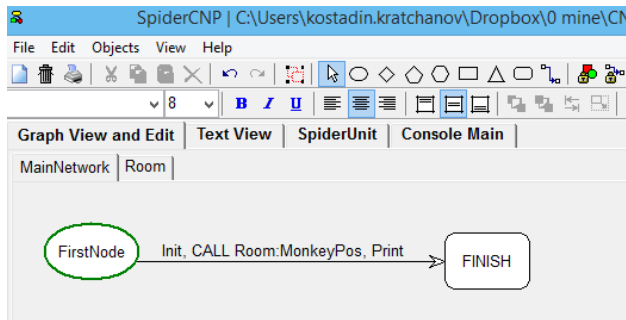 SpiderCNP | C:\Users\kostadin.kratchanov\Dropbox\0 mine\CN
File Edit Objects View Help
8 B I U
Graph View and Edit Text View SpiderUnit Console Main
MainNetwork Room
FirstNode Init, CALL Room:MonkeyPos, Print FINISH